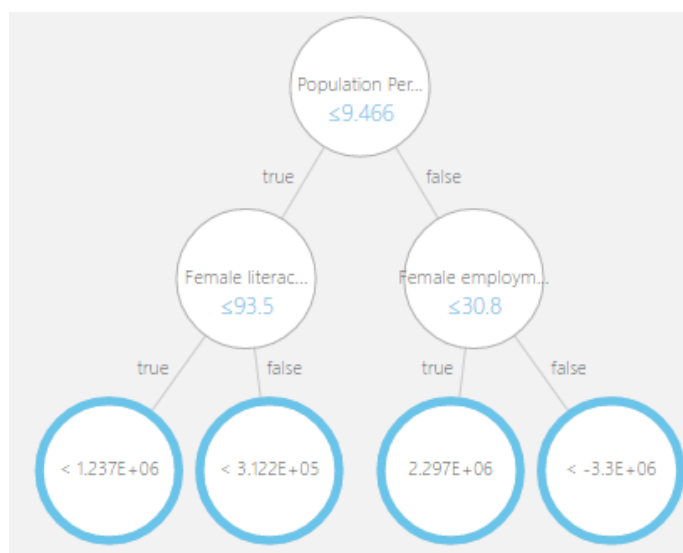 Population Per...
≤9.466
true
false
Female literac...
≤93.5
Female employm...
≤30.8
true
false
true
false
< 1.237E+06
< 3.122E+05
2.297E+06
< -3.3E+06